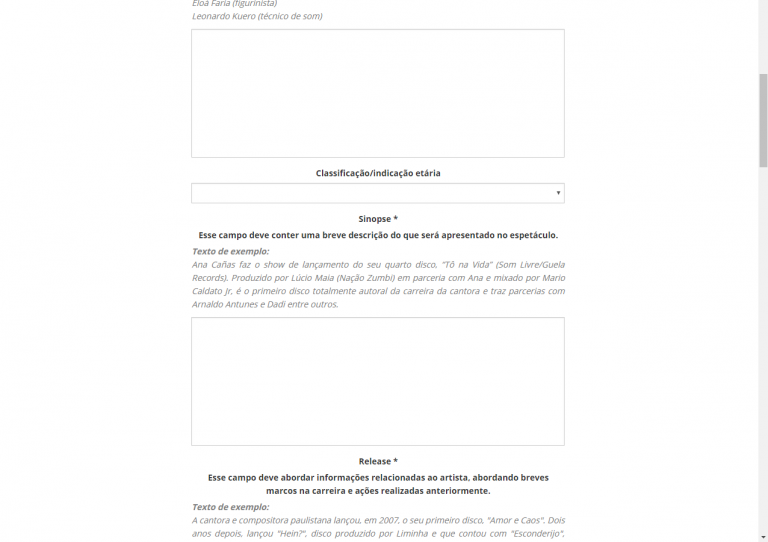 Eloá Faria (figurinista)
Leonardo Kuero (técnico de som)
Classificação/indicação etária
Sinopse *
Esse campo deve conter uma breve descrição do que será apresentado no espetáculo.
Texto de exemplo:
Ana Cañas faz o show de lançamento do seu quarto disco, "Tô na Vida" (Som Livre/Guela
Records). Produzido por Lúcio Maia (Nação Zumbi) em parceria com Ana e mixado por Mario
Caldato Jr, é o primeiro disco totalmente autoral da carreira da cantora e traz parcerias com
Arnaldo Antunes e Dadi entre outros.
Release *
Esse campo deve abordar informações relacionadas ao artista, abordando breves
marcos na carreira e ações realizadas anteriormente.
Texto de exemplo:
A cantora e compositora paulistana lançou, em 2007, o seu primeiro disco, "Amor e Caos". Dois
anos depois, lançou "Hein?", disco produzido por Liminha e que contou com "Esconderijo",